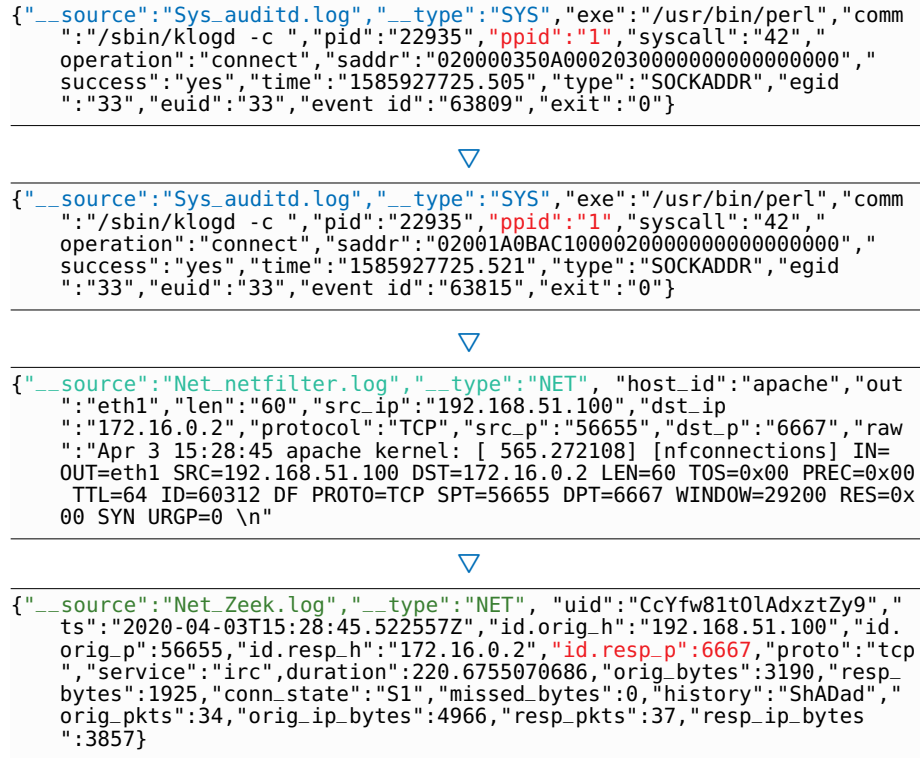 {"__source":"Sys_auditd.log","__type":"SYS","exe":"/usr/bin/perl","comm
":"/sbin/klogd -c ","pid":"22935","ppid":"1","syscall":"42","
operation":"connect","saddr":"020000350A0002030000000000000000","
success":"yes","time":"1585927725.505","type":"SOCKADDR","egid
":"33","euid":"33","event id":"63809","exit":"0"}
{"__source":"Sys_auditd.log","__type":"SYS","exe":"/usr/bin/perl","comm
":"/sbin/klogd -c ","pid":"22935","ppid":"1","syscall":"42","
operation":"connect","saddr":"02001A0BAC1000020000000000000000","
success":"yes","time":"1585927725.521","type":"SOCKADDR","egid
":"33","euid":"33","event id":"63815","exit":"0"}
{"__source":"Net_netfilter.log","__type":"NET", "host_id":"apache","out
":"eth1","len":"60","src_ip":"192.168.51.100","dst_ip
":"172.16.0.2","protocol":"TCP","src_p":"56655","dst_p":"6667","raw
":"Apr 3 15:28:45 apache kernel: [ 565.272108] [nfconnections] IN=
OUT=eth1 SRC=192.168.51.100 DST=172.16.0.2 LEN=60 TOS=0x00 PREC=0x00
TTL=64 ID=60312 DF PROTO=TCP SPT=56655 DPT=6667 WINDOW=29200 RES=0x
00 SYN URGP=0 \n"
{"__source":"Net_Zeek.log","__type":"NET", "uid":"CcYfw81tOlAdxztZy9","
ts":"2020-04-03T15:28:45.522557Z","id.orig_h":"192.168.51.100","id.
orig_p":56655,"id.resp_h":"172.16.0.2","id.resp_p":6667,"proto":"tcp
","service":"irc",duration":220.6755070686,"orig_bytes":3190,"resp_
bytes":1925,"conn_state":"S1","missed_bytes":0,"history":"ShADad","
orig_pkts":34,"orig_ip_bytes":4966,"resp_pkts":37,"resp_ip_bytes
":3857}